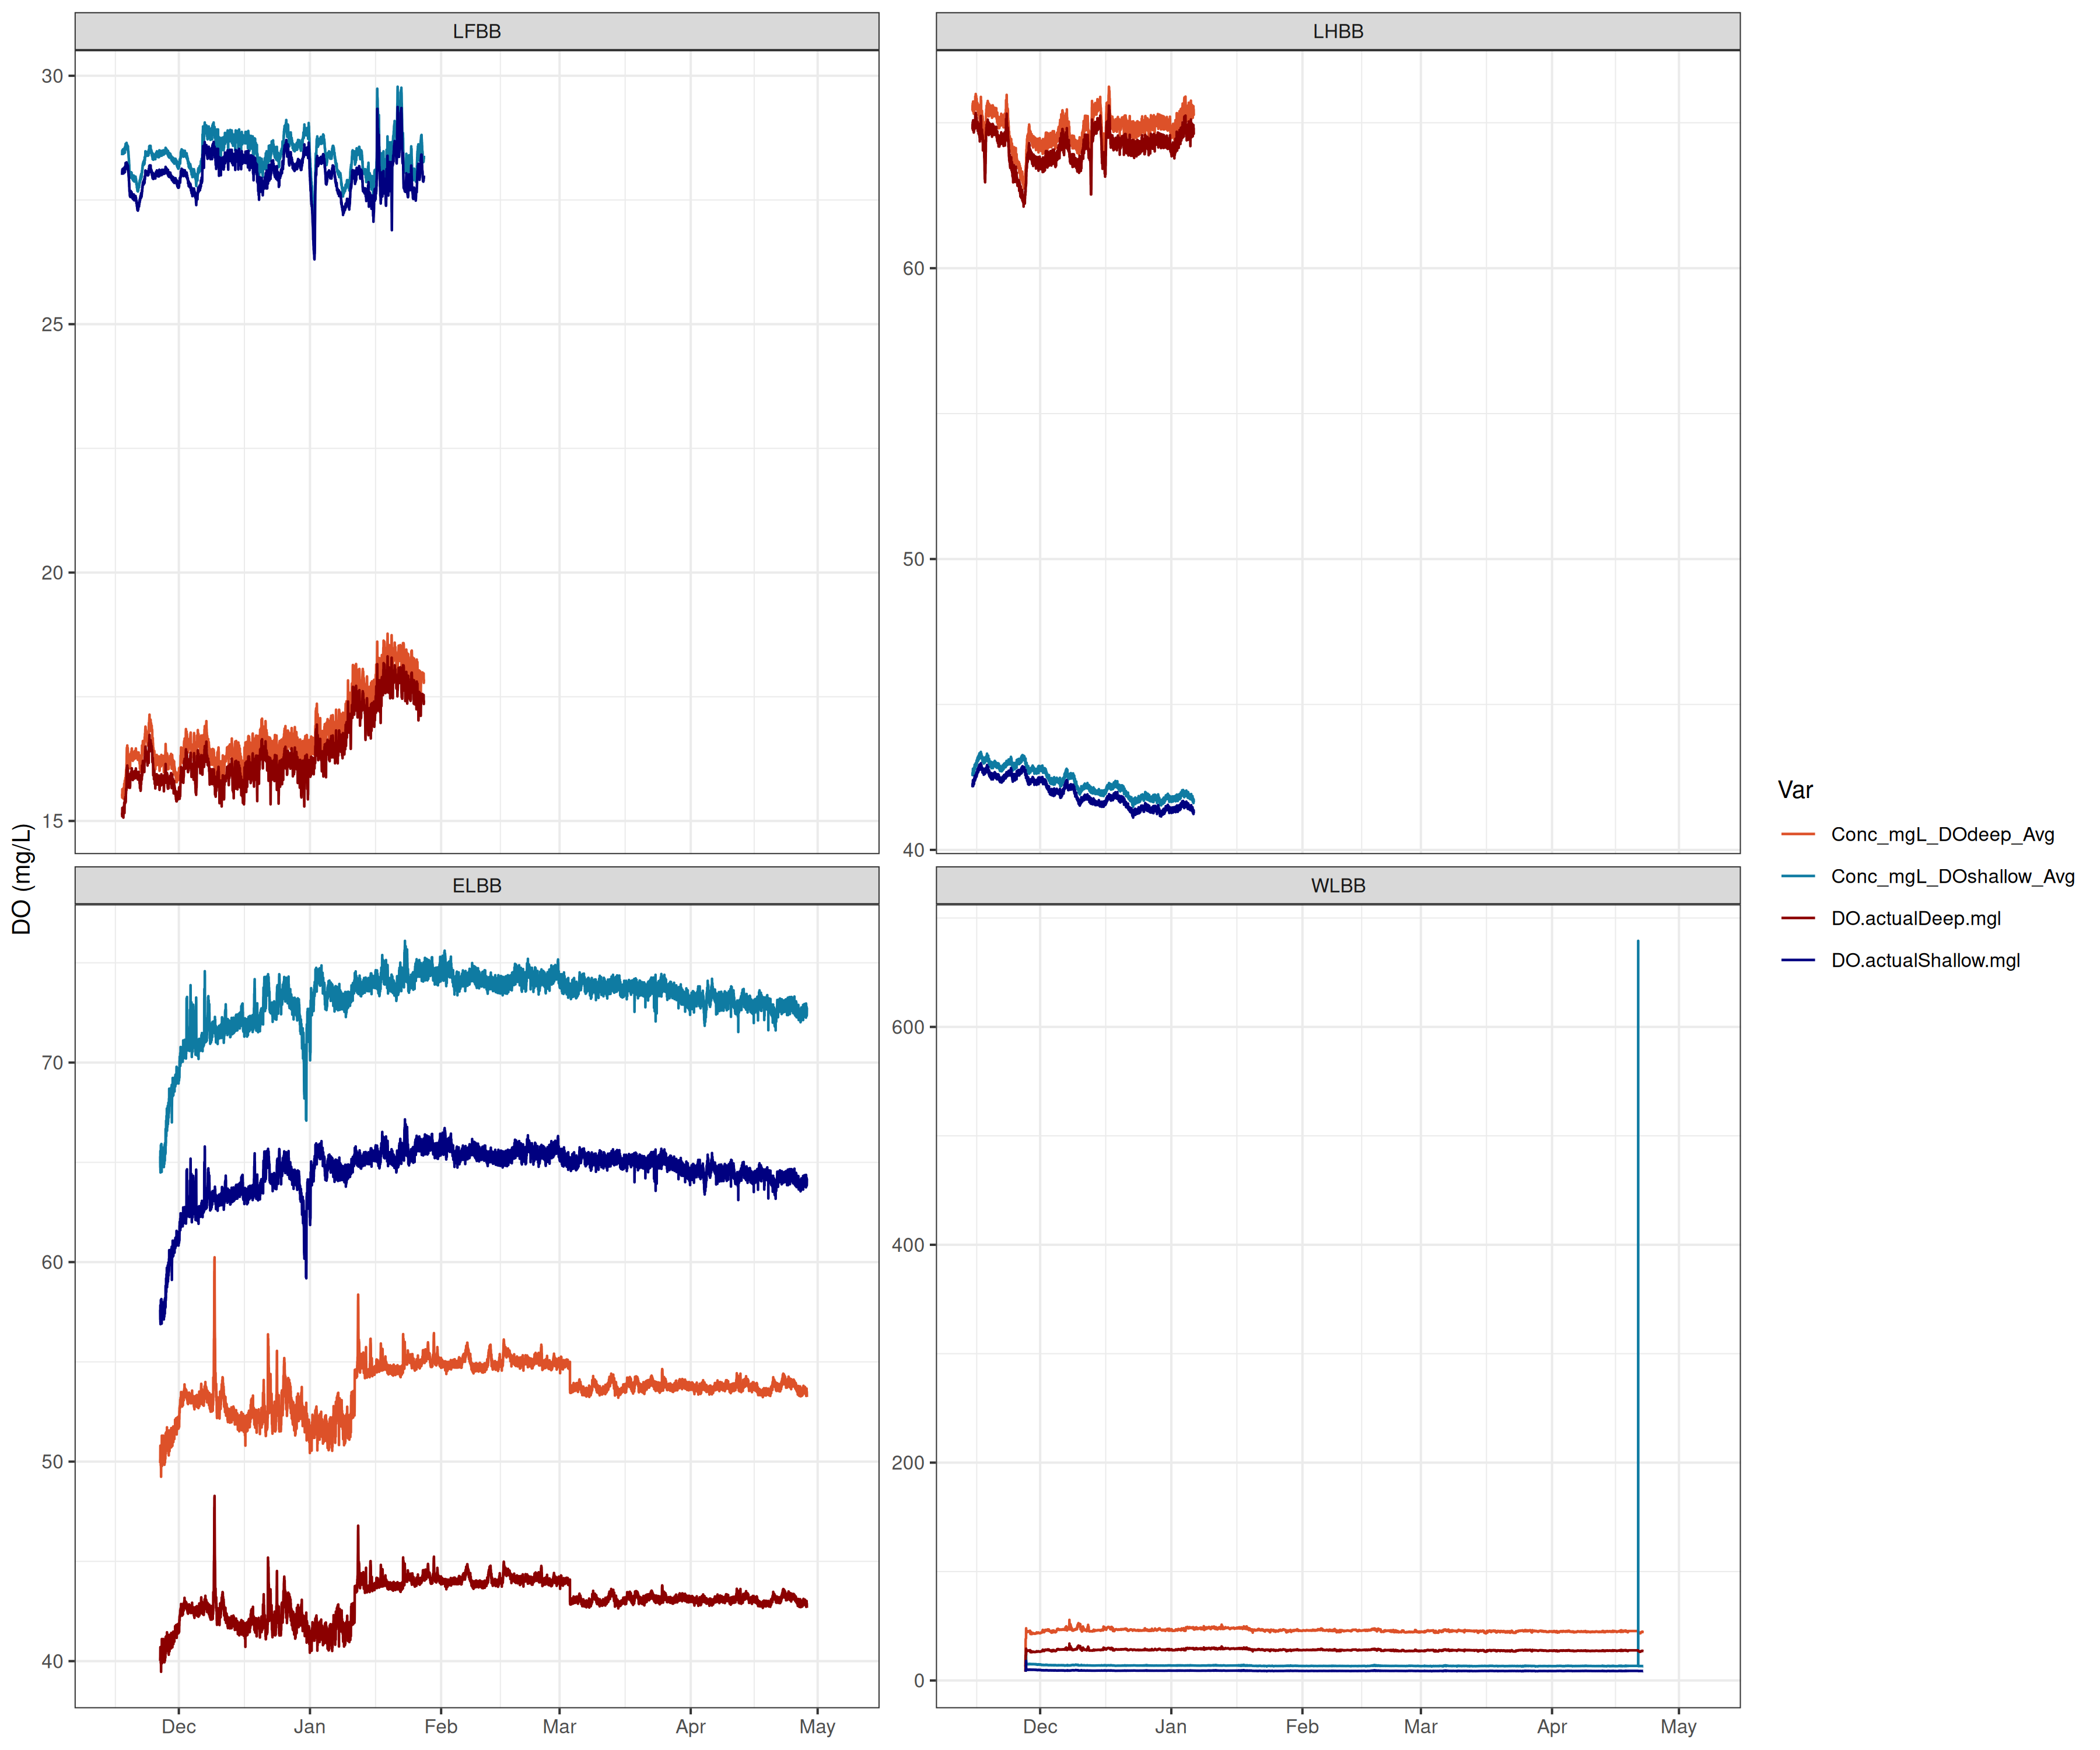 LFBB
LHBB
30
25
20
15
60
50
40
DO (mg/L)
ELBB
WLBB
70
60
50
40
600
400
200
0
Dec Jan Feb Mar Apr May
Dec Jan Feb Mar Apr May
Var
Conc_mgL_DOdeep_Avg
Conc_mgL_DOshallow_Avg
DO.actualDeep.mgl
DO.actualShallow.mgl